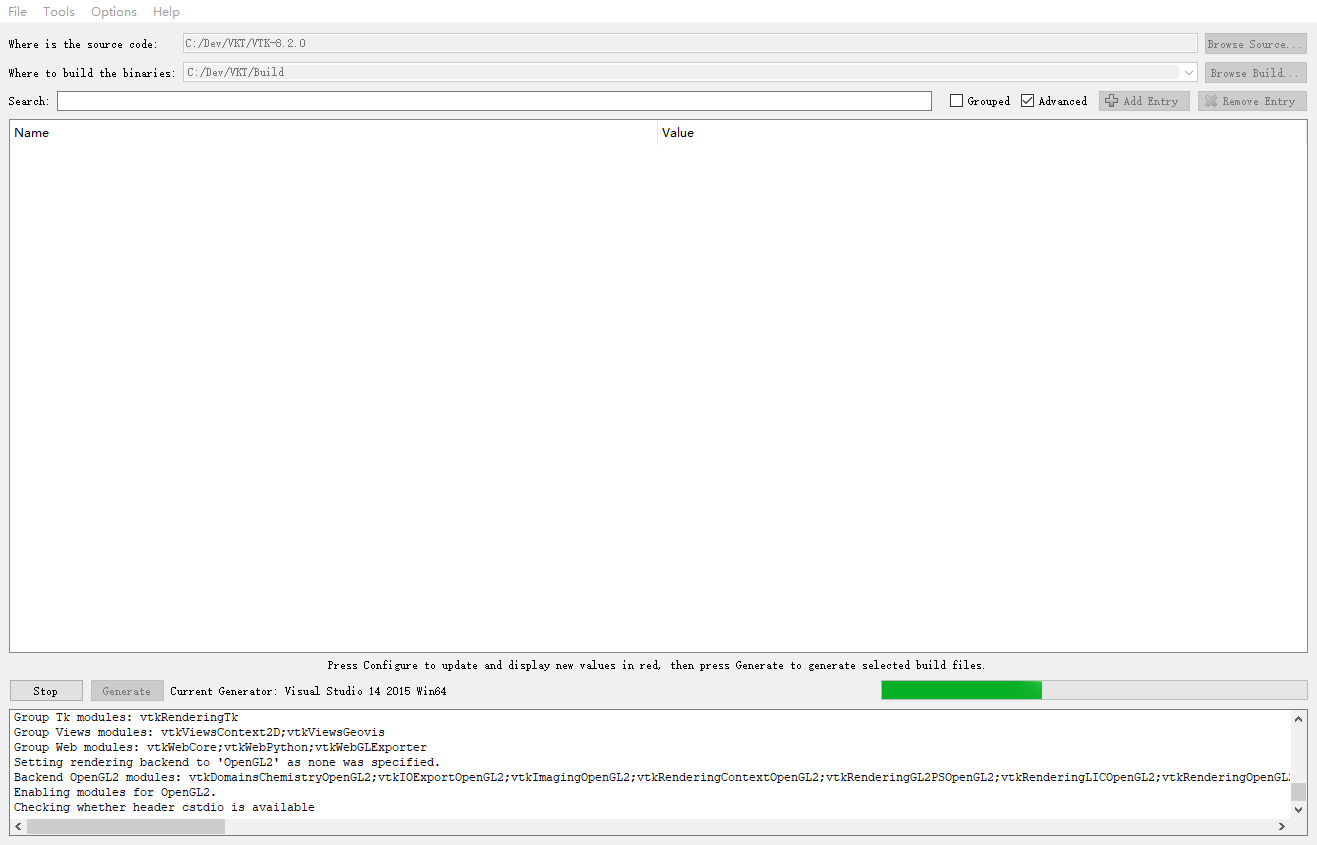 File Tools Options Help
Where is the source code: C:/Dev/VKT/VTK-8.2.0 Browse Source...
Where to build the binaries: C:/Dev/VKT/Build Browse Build...
Search: Grouped Advanced Add Entry Remove Entry
Name Value
Press Configure to update and display new values in red, then press Generate to generate selected build files.
Stop Generate Current Generator: Visual Studio 14 2015 Win64
Group Tk modules: vtkRenderingTk
Group Views modules: vtkViewsContext2D;vtkViewsGeovis
Group Web modules: vtkWebCore;vtkWebPython;vtkWebGLExporter
Setting rendering backend to 'OpenGL2' as none was specified.
Backend OpenGL2 modules: vtkDomainsChemistryOpenGL2;vtkIOExportOpenGL2;vtkImagingOpenGL2;vtkRenderingContextOpenGL2;vtkRenderingGL2PSOpenGL2;vtkRenderingLICOpenGL2;vtkRenderingOpenGL2
Enabling modules for OpenGL2.
Checking whether header cstdio is available